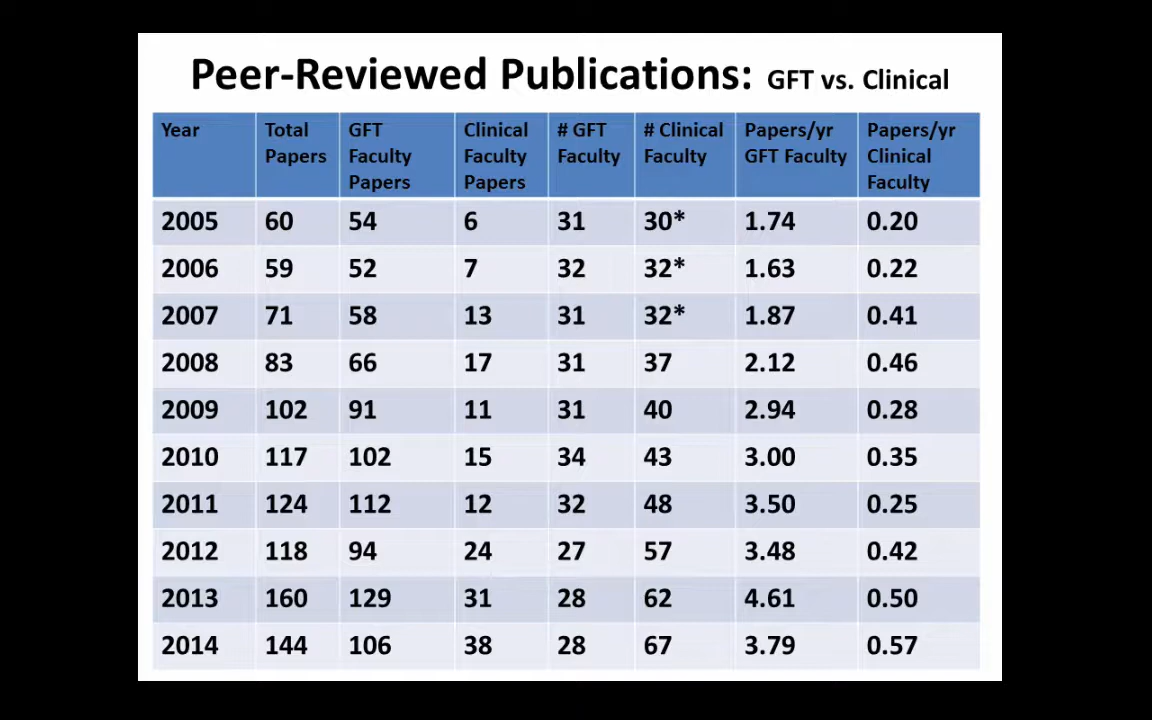 Peer-Reviewed Publications: GFT vs. Clinical
Year Total Papers GFT Faculty Papers Clinical Faculty Papers # GFT Faculty # Clinical Faculty Papers/yr GFT Faculty Papers/yr Clinical Faculty
2005 60 54 6 31 30* 1.74 0.20
2006 59 52 7 32 32* 1.63 0.22
2007 71 58 13 31 32* 1.87 0.41
2008 83 66 17 31 37 2.12 0.46
2009 102 91 11 31 40 2.94 0.28
2010 117 102 15 34 43 3.00 0.35
2011 124 112 12 32 48 3.50 0.25
2012 118 94 24 27 57 3.48 0.42
2013 160 129 31 28 62 4.61 0.50
2014 144 106 38 28 67 3.79 0.57